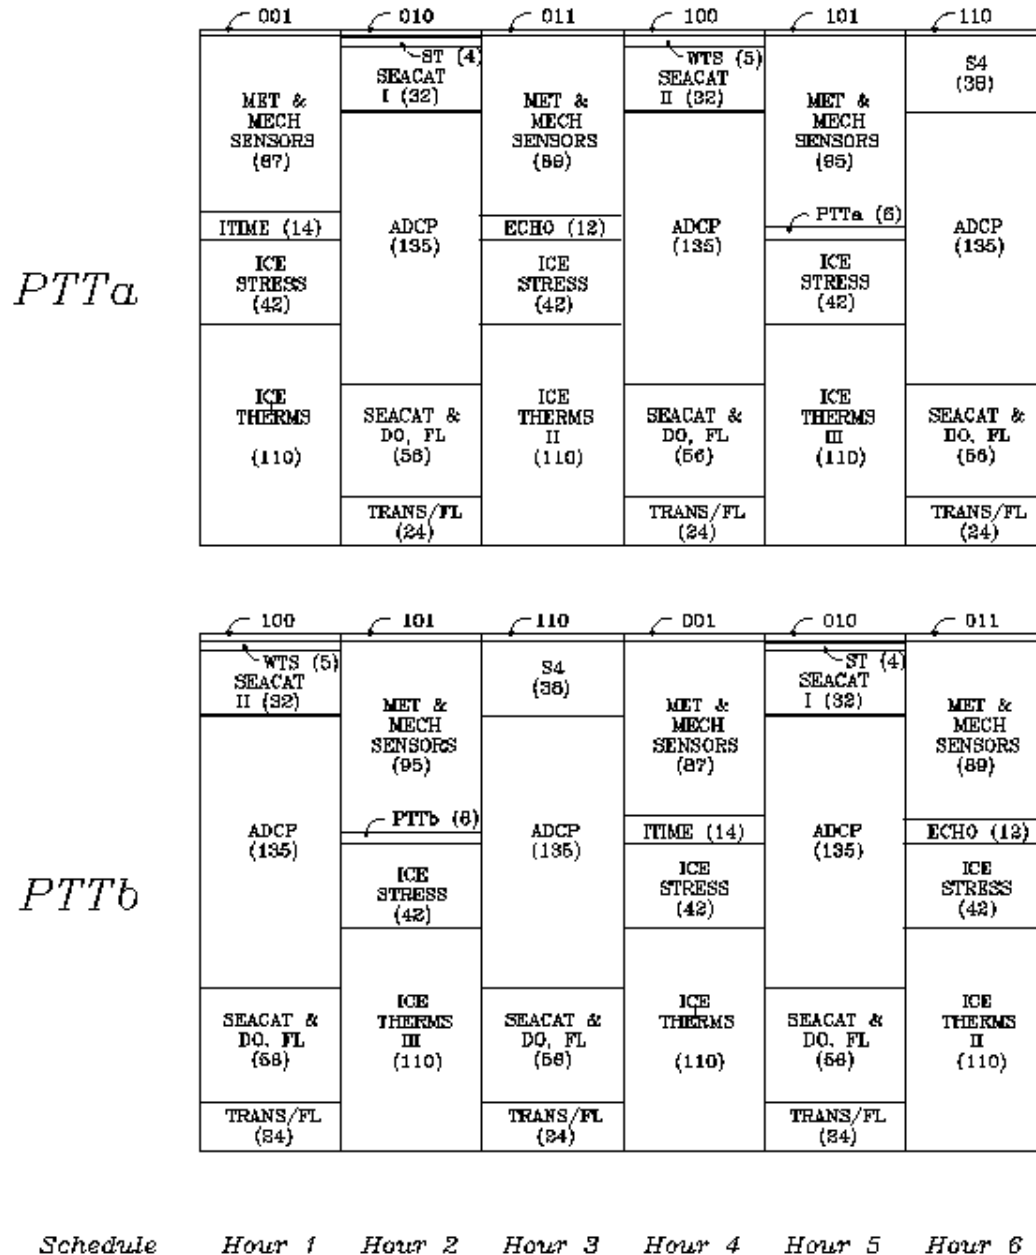 001
MET &
MECH
SENSORS
(87)
ITIME (14)
ICE
STRESS
(42)
ICE
THERMS
I
(110)
010
ST (4)
SEACAT
I (32)
ADCP
(135)
SEACAT &
DO, FL
(56)
TRANS/FL
(24)
011
MET &
MECH
SENSORS
(89)
ECHO (12)
ICE
STRESS
(42)
ICE
THERMS
II
(110)
100
WTS (5)
SEACAT
II (32)
ADCP
(135)
SEACAT &
DO, FL
(56)
TRANS/FL
(24)
101
MET &
MECH
SENSORS
(95)
PTTa (6)
ICE
STRESS
(42)
ICE
THERMS
III
(110)
110
S4
(38)
ADCP
(135)
SEACAT &
DO, FL
(56)
TRANS/FL
(24)
PTTa
100
WTS (5)
SEACAT
II (32)
ADCP
(135)
SEACAT &
DO, FL
(56)
TRANS/FL
(24)
101
MET &
MECH
SENSORS
(95)
PTTb (6)
ICE
STRESS
(42)
ICE
THERMS
III
(110)
110
S4
(38)
ADCP
(135)
SEACAT &
DO, FL
(56)
TRANS/FL
(24)
001
MET &
MECH
SENSORS
(87)
ITIME (14)
ICE
STRESS
(42)
ICE
THERMS
I
(110)
010
ST (4)
SEACAT
I (32)
ADCP
(135)
SEACAT &
DO, FL
(56)
TRANS/FL
(24)
011
MET &
MECH
SENSORS
(89)
ECHO (12)
ICE
STRESS
(42)
ICE
THERMS
II
(110)
PTTb
Schedule Hour 1 Hour 2 Hour 3 Hour 4 Hour 5 Hour 6